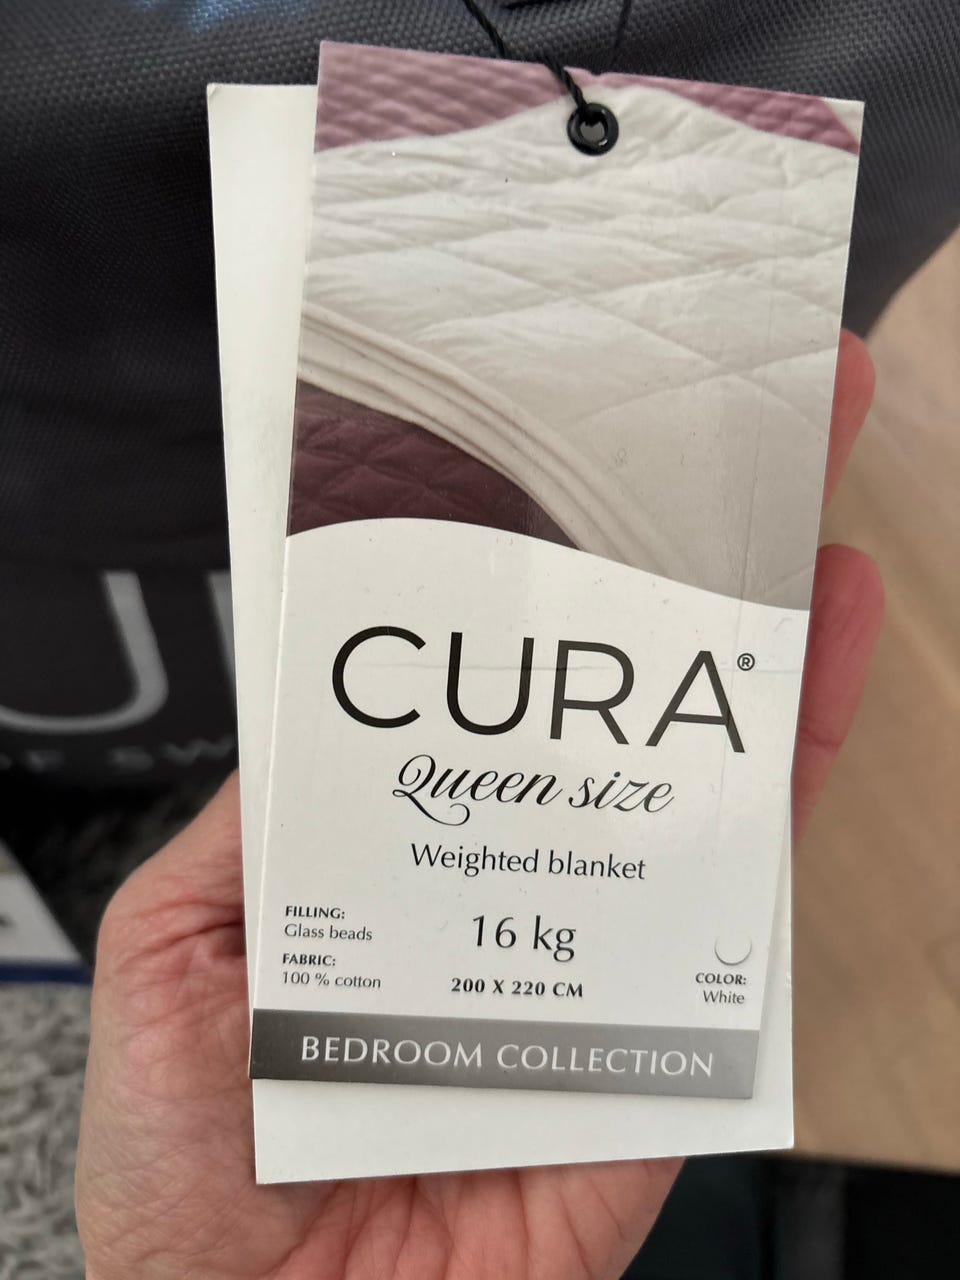 CURA®
Queen size
Weighted blanket
FILLING:
Glass beads
FABRIC:
100 % cotton
16 kg
200 X 220 CM
COLOR:
White
BEDROOM COLLECTION